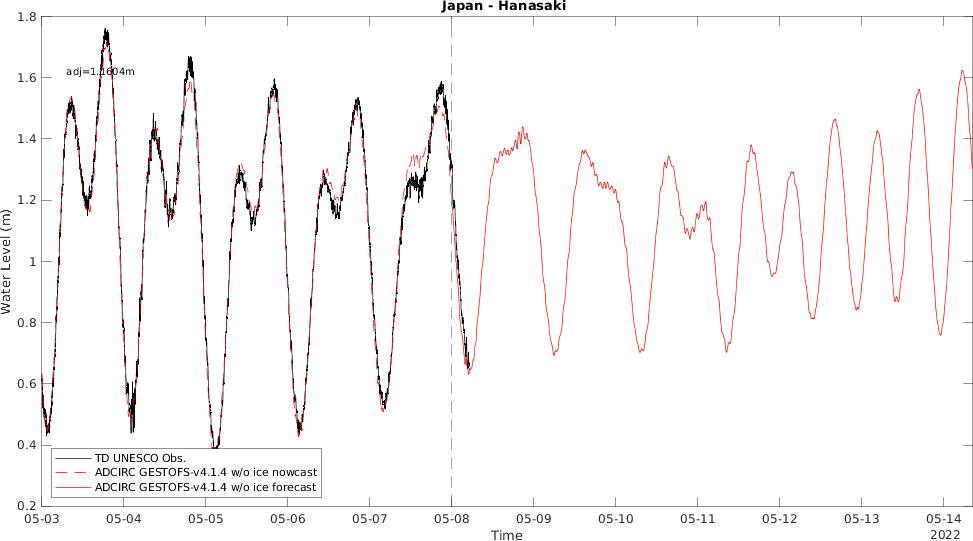 Japan - Hanasaki
1.8
1.6
1.4
1.2
1
0.8
0.6
0.4
0.2
Water Level (m)
adj=1.1604m
TD UNESCO Obs.
ADCIRC GESTOFS-v4.1.4 w/o ice nowcast
ADCIRC GESTOFS-v4.1.4 w/o ice forecast
05-03 05-04 05-05 05-06 05-07 05-08 05-09 05-10 05-11 05-12 05-13 05-14
2022
Time